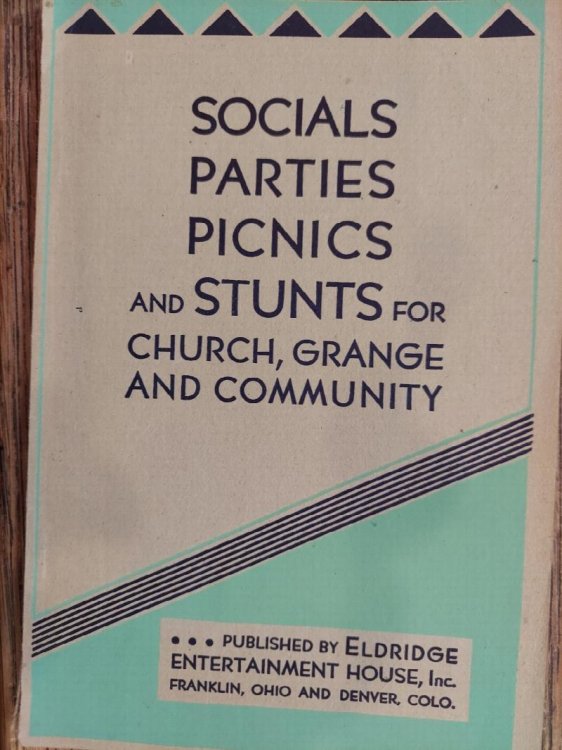 SOCIALS
PARTIES
PICNICS
AND STUNTS FOR
CHURCH, GRANGE
AND COMMUNITY
• • • PUBLISHED BY ELDRIDGE
ENTERTAINMENT HOUSE, Inc.
FRANKLIN, OHIO AND DENVER, COLO.